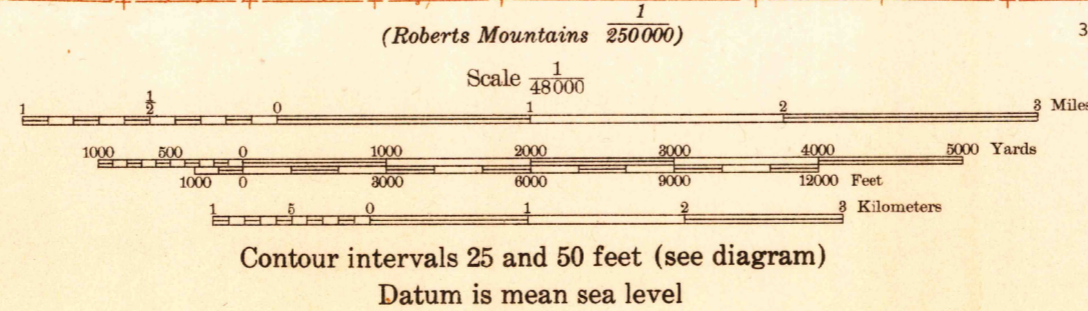 (Roberts Mountains 1/250000)
3
Scale 1/48000
1 1/2 0 1 2 3 Miles
1000 500 0 1000 2000 3000 4000 5000 Yards
1000 0 3000 6000 9000 12000 Feet
1 5 0 1 2 3 Kilometers
Contour intervals 25 and 50 feet (see diagram)
Datum is mean sea level